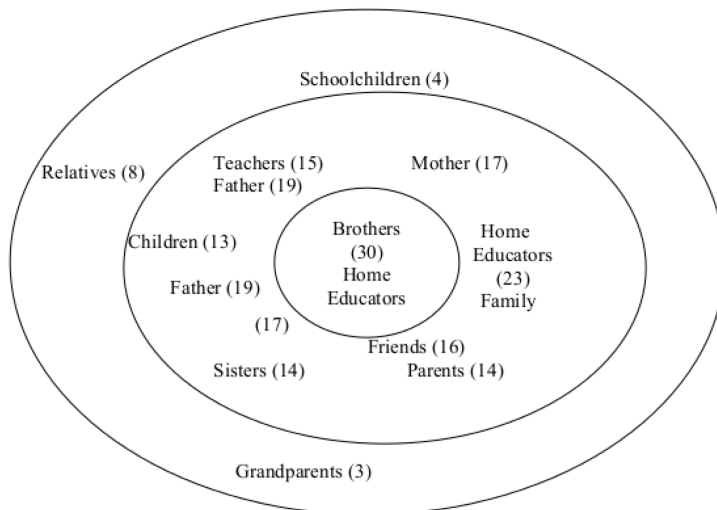 Schoolchildren (4)
Relatives (8)
Teachers (15)
Father (19)
Mother (17)
Children (13)
Father (19)
(17)
Sisters (14)
Brothers
(30)
Home
Educators
Home
Educators
(23)
Family
Friends (16)
Parents (14)
Grandparents (3)